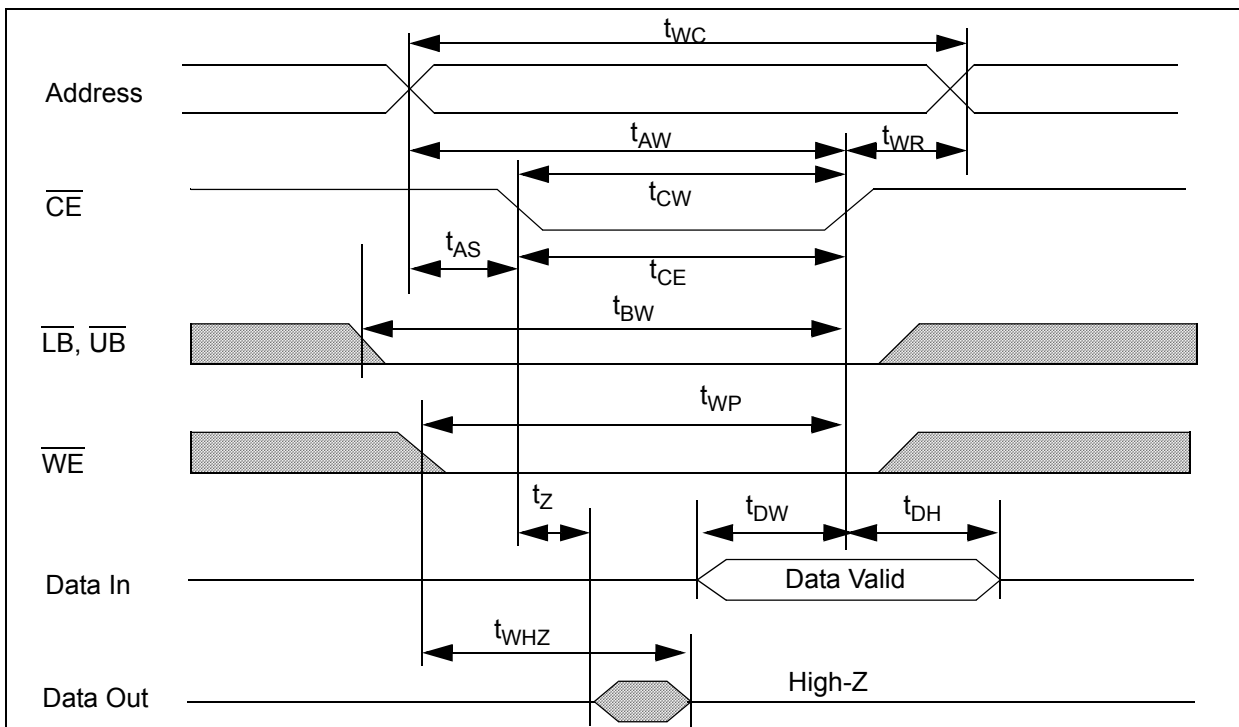 tWC
Address
tAW
tWR
CE
tCW
tAS
tCE
tBW
LB, UB
tWP
WE
tZ
tDW
tDH
Data In
Data Valid
tWHZ
Data Out
High-Z